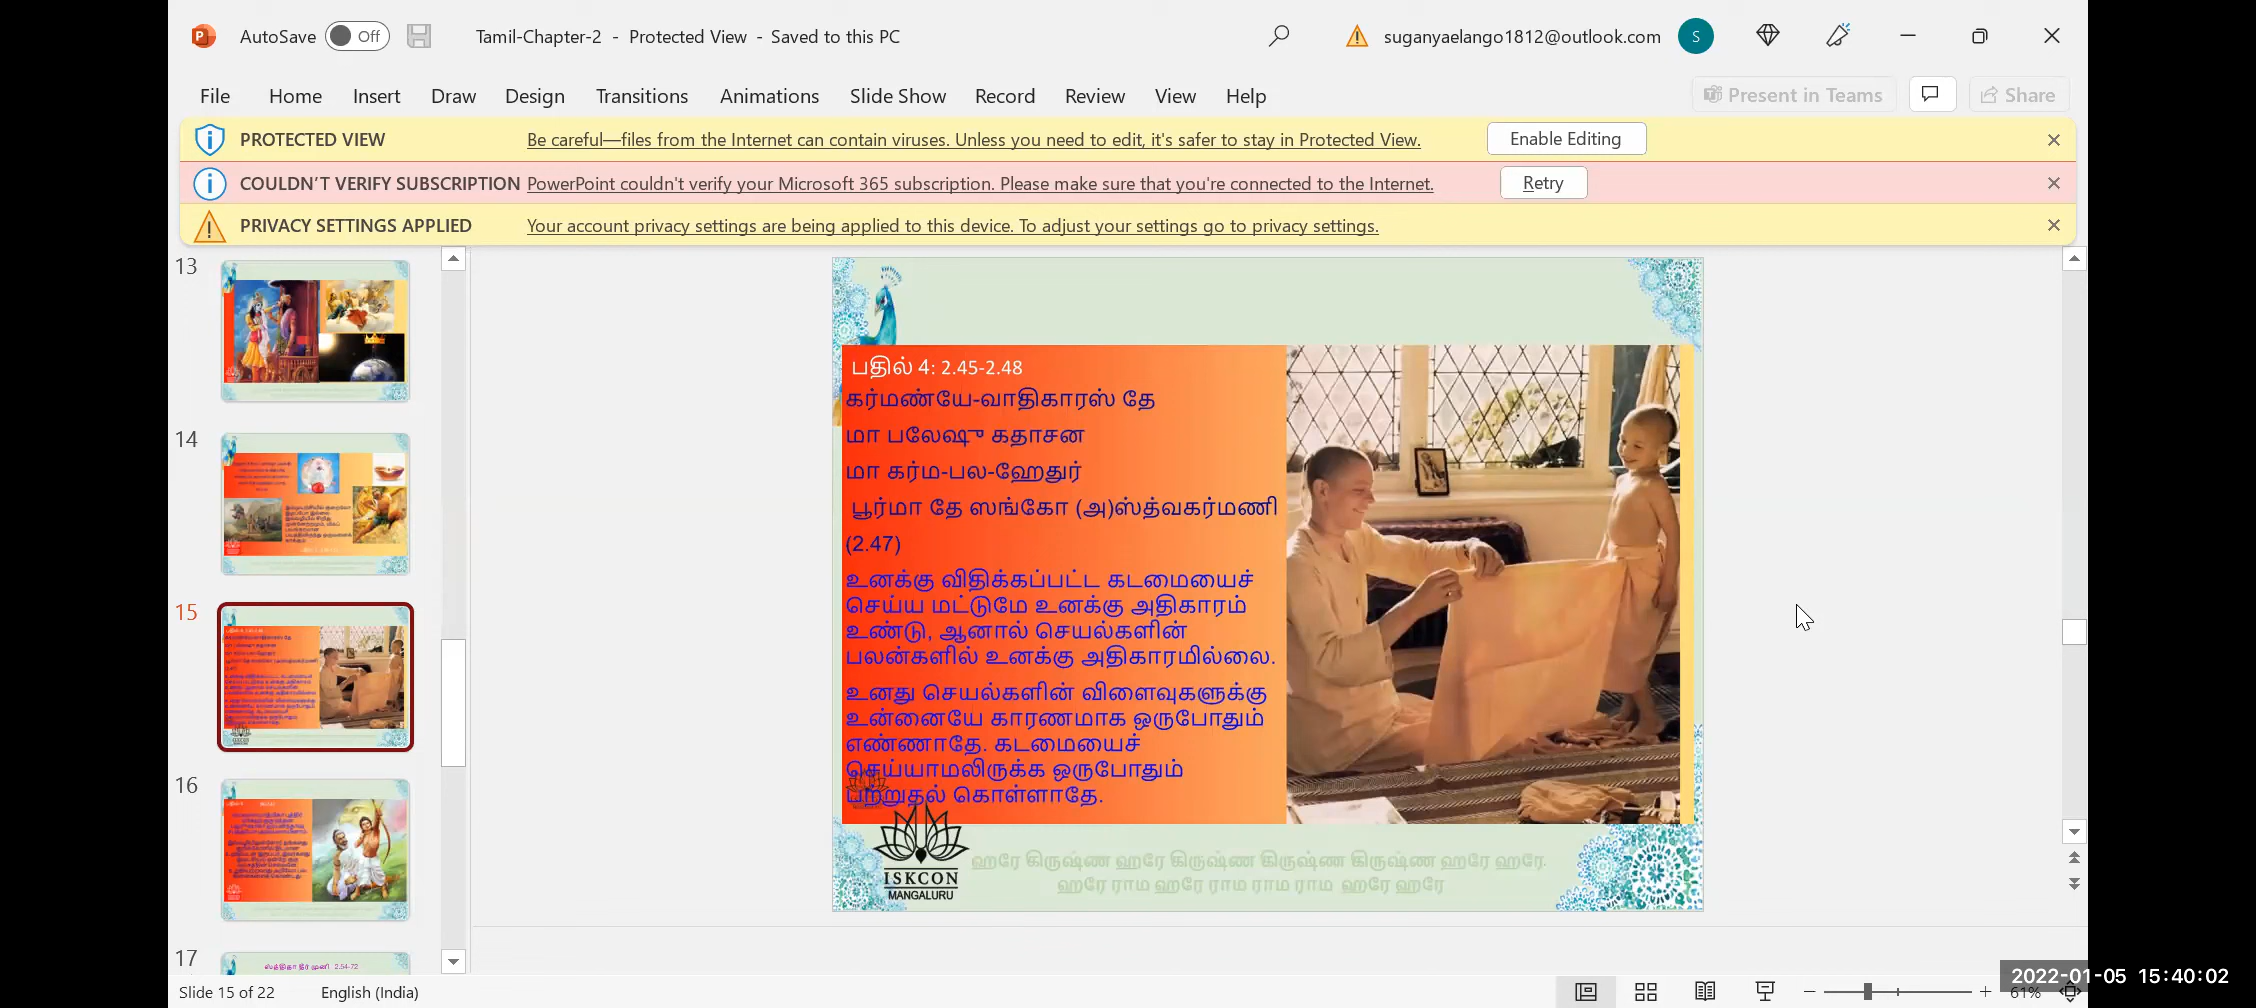 AutoSave Off Tamil-Chapter-2 - Protected View - Saved to this PC suganyaelango1812@outlook.com S
File Home Insert Draw Design Transitions Animations Slide Show Record Review View Help Present in Teams Share
PROTECTED VIEW Be careful—files from the Internet can contain viruses. Unless you need to edit, it's safer to stay in Protected View. Enable Editing
COULDN'T VERIFY SUBSCRIPTION PowerPoint couldn't verify your Microsoft 365 subscription. Please make sure that you're connected to the Internet. Retry
PRIVACY SETTINGS APPLIED Your account privacy settings are being applied to this device. To adjust your settings go to privacy settings.
13
14
15
16
17
பதில் 4: 2.45-2.48
கர்மண்யே-வாதிகாரஸ் தே
மா பலேஷு கதாசன
மா கர்ம-பல-ஹேதுர்
பூர்மா தே ஸங்கோ (அ)ஸ்த்வகர்மணி
(2.47)
உனக்கு விதிக்கப்பட்ட கடமையைச்
செய்ய மட்டுமே உனக்கு அதிகாரம்
உண்டு, ஆனால் செயல்களின்
பலன்களில் உனக்கு அதிகாரமில்லை.
உனது செயல்களின் விளைவுகளுக்கு
உன்னையே காரணமாக ஒருபோதும்
எண்ணாதே. கடமையைச்
செய்யாமலிருக்க ஒருபோதும்
பற்றுதல் கொள்ளாதே.
ISKCON
MANGALURU
ஹரே கிருஷ்ண ஹரே கிருஷ்ண கிருஷ்ண கிருஷ்ண ஹரே ஹரே.
ஹரே ராம ஹரே ராம ராம ராம ஹரே ஹரே
Slide 15 of 22 English (India) 61%
2022-01-05 15:40:02